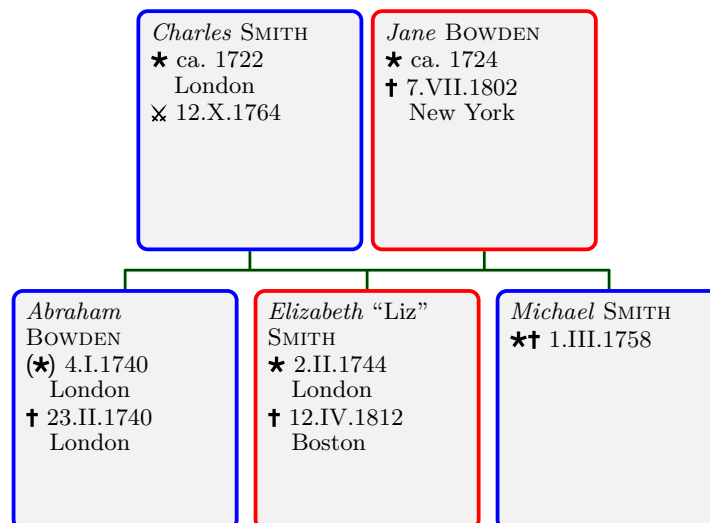 Charles SMITH
★ ca. 1722
London
⚔ 12.X.1764
Jane BOWDEN
★ ca. 1724
† 7.VII.1802
New York
Abraham
BOWDEN
(★) 4.I.1740
London
† 23.II.1740
London
Elizabeth “Liz”
SMITH
★ 2.II.1744
London
† 12.IV.1812
Boston
Michael SMITH
★† 1.III.1758